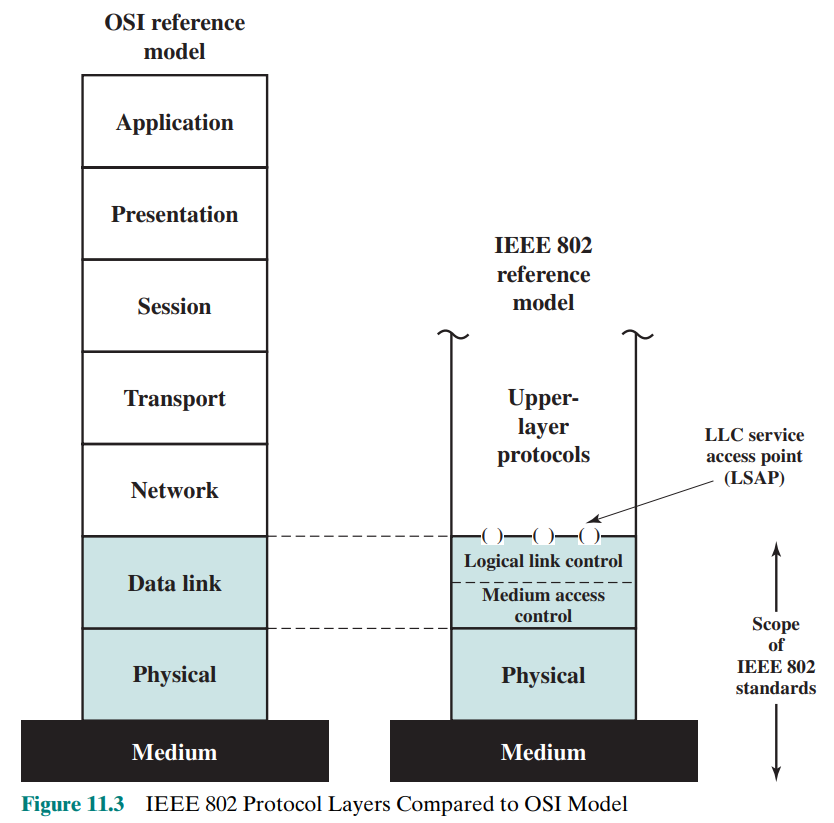 OSI reference
model
Application
Presentation
Session
Transport
Network
Data link
Physical
Medium
IEEE 802
reference
model
Upper-
layer
protocols
LLC service
access point
(LSAP)
Logical link control
Medium access
control
Physical
Medium
Scope
of
IEEE 802
standards
Figure 11.3 IEEE 802 Protocol Layers Compared to OSI Model